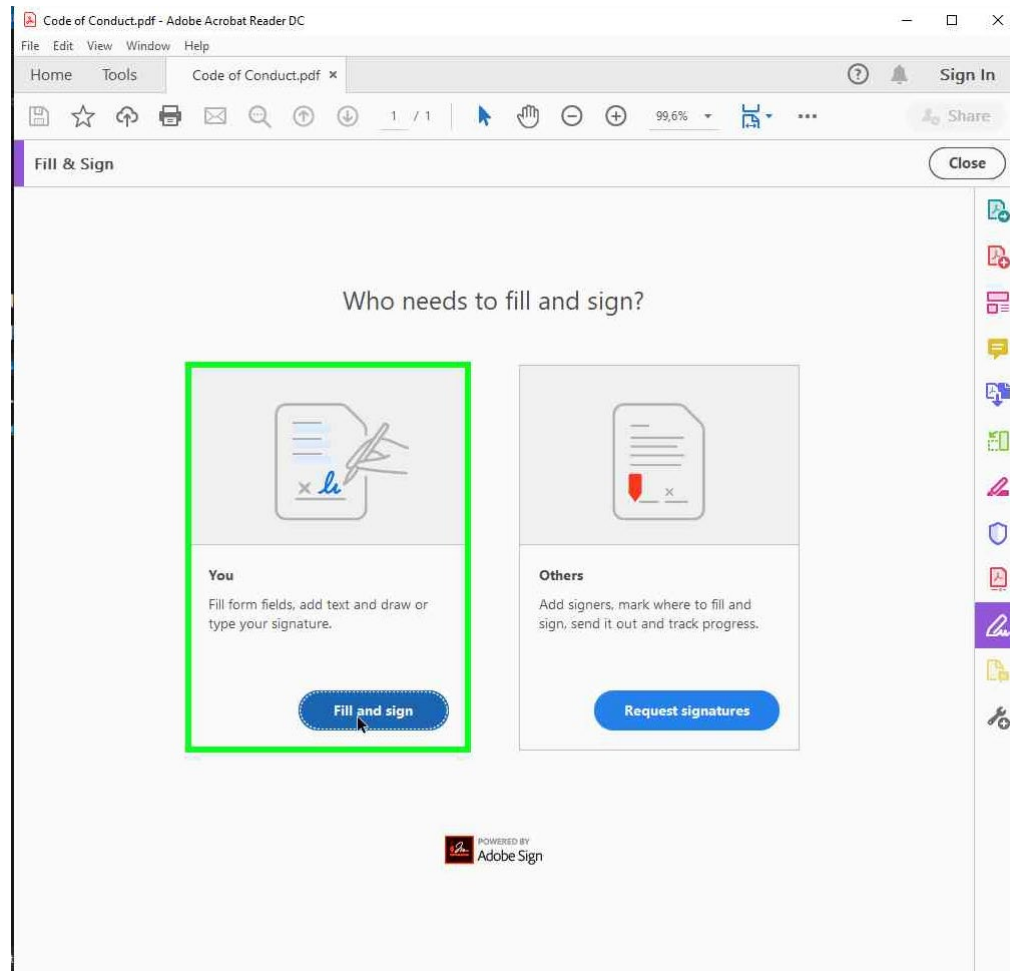 Code of Conduct.pdf - Adobe Acrobat Reader DC
File Edit View Window Help
Home Tools Code of Conduct.pdf × Sign In
1 / 1 99,6% Share
Fill & Sign Close
Who needs to fill and sign?
You
Fill form fields, add text and draw or
type your signature.
Fill and sign
Others
Add signers, mark where to fill and
sign, send it out and track progress.
Request signatures
POWERED BY
Adobe Sign